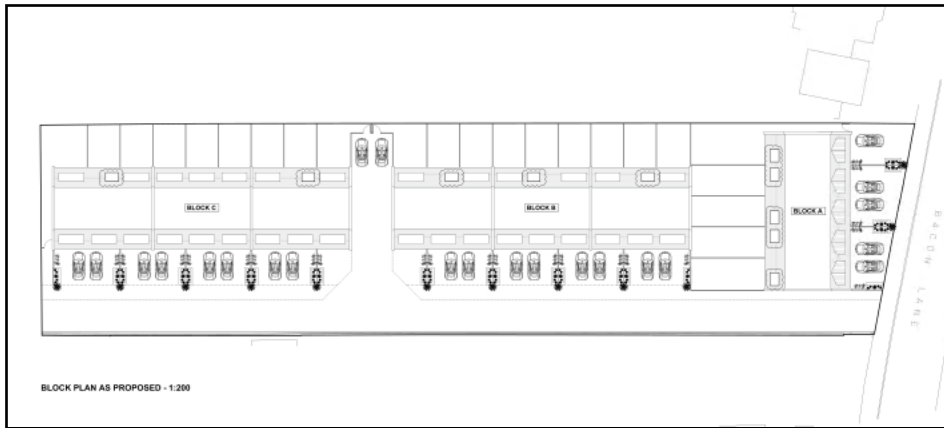 BLOCK C
BLOCK B
BLOCK A
BACON LANE
BLOCK PLAN AS PROPOSED - 1:200